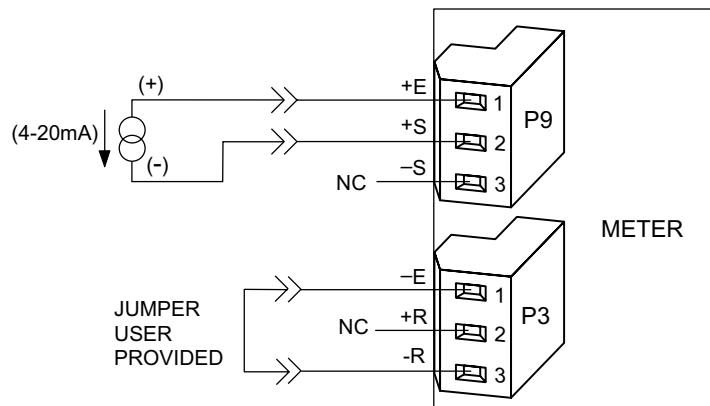 (+)
+E
1
P9
(4-20mA)
+S
2
(-)
–S
NC
3
METER
–E
1
JUMPER
USER
PROVIDED
+R
NC
2
P3
-R
3